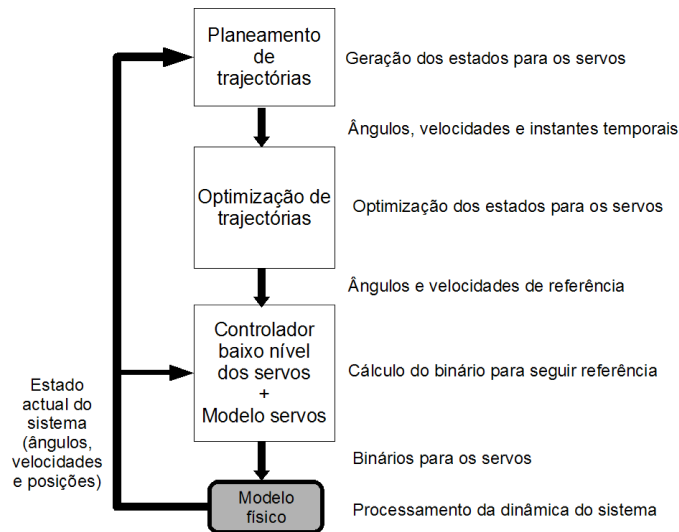 Planeamento
de
trajectórias
Geração dos estados para os servos
Ângulos, velocidades e instantes temporais
Optimização de
trajectórias
Optimização dos estados para os servos
Ângulos e velocidades de referência
Controlador
baixo nível
dos servos
+
Modelo servos
Cálculo do binário para seguir referência
Estado
actual do
sistema
(ângulos,
velocidades
e posições)
Binários para os servos
Modelo
físico
Processamento da dinâmica do sistema